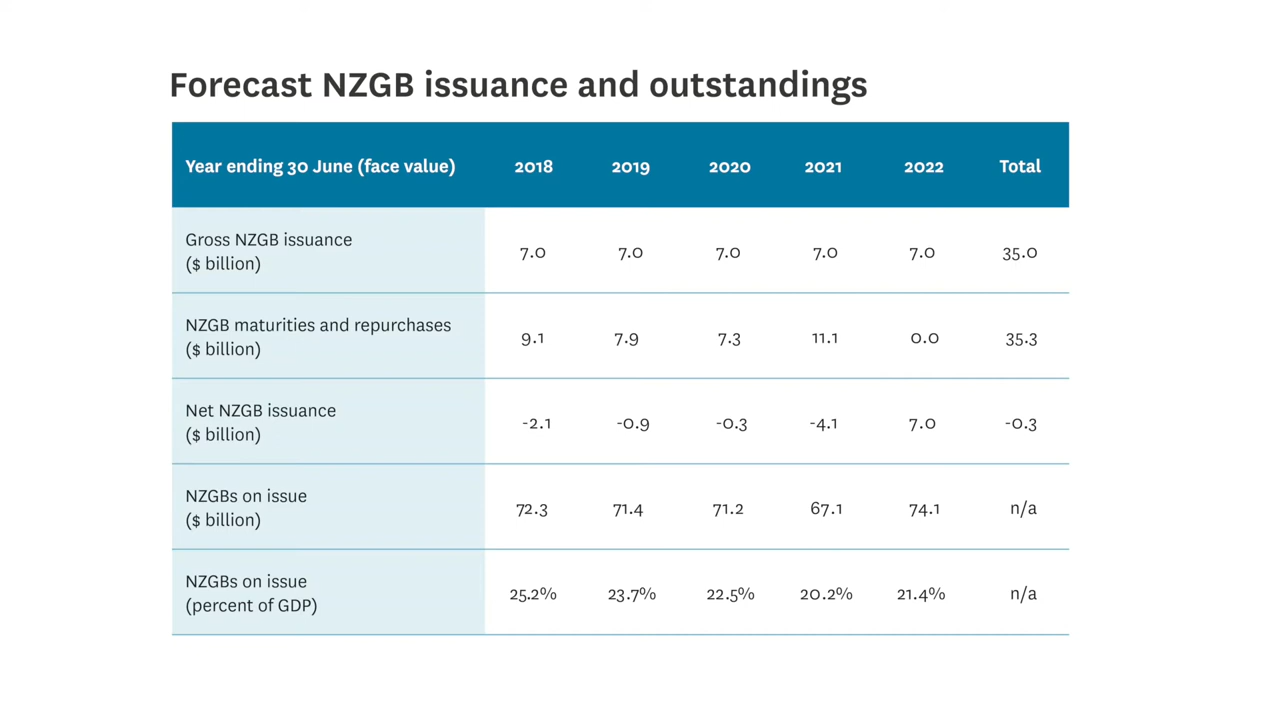 Forecast NZGB issuance and outstandings
Year ending 30 June (face value) 2018 2019 2020 2021 2022 Total
Gross NZGB issuance
($ billion) 7.0 7.0 7.0 7.0 7.0 35.0
NZGB maturities and repurchases
($ billion) 9.1 7.9 7.3 11.1 0.0 35.3
Net NZGB issuance
($ billion) -2.1 -0.9 -0.3 -4.1 7.0 -0.3
NZGBs on issue
($ billion) 72.3 71.4 71.2 67.1 74.1 n/a
NZGBs on issue
(percent of GDP) 25.2% 23.7% 22.5% 20.2% 21.4% n/a